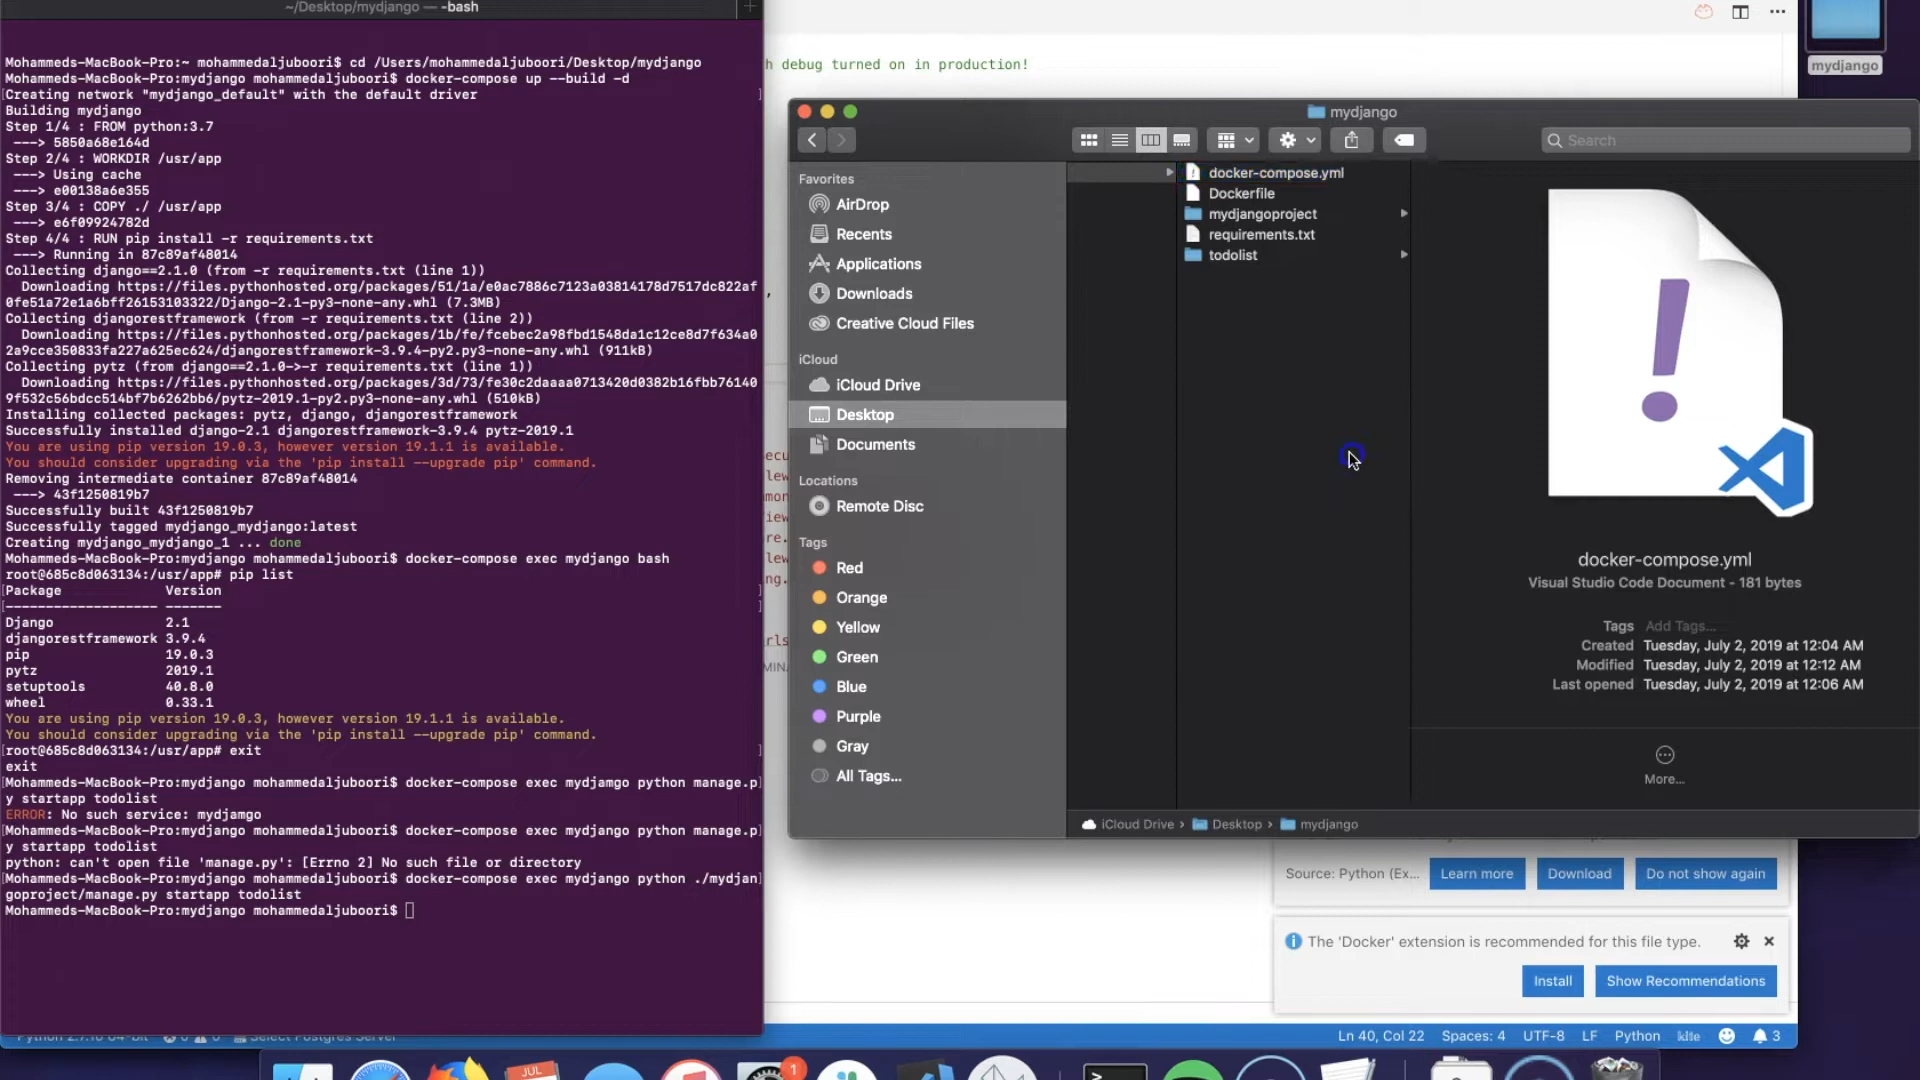 ~/Desktop/mydjango — -bash
Mohammeds-MacBook-Pro:~ mohammedaljuboori$ cd /Users/mohammedaljuboori/Desktop/mydjango
Mohammeds-MacBook-Pro:mydjango mohammedaljuboori$ docker-compose up --build -d
Creating network "mydjango_default" with the default driver
Building mydjango
Step 1/4 : FROM python:3.7
---> 5850a68e164d
Step 2/4 : WORKDIR /usr/app
---> Using cache
---> e00138a6e355
Step 3/4 : COPY ./ /usr/app
---> e6f09924782d
Step 4/4 : RUN pip install -r requirements.txt
---> Running in 87c89af48014
Collecting django==2.1.0 (from -r requirements.txt (line 1))
Downloading https://files.pythonhosted.org/packages/51/1a/e0ac7886c7123a03814178d7517dc822af
0fe51a72e1a6bff26153103322/Django-2.1-py3-none-any.whl (7.3MB)
Collecting djangorestframework (from -r requirements.txt (line 2))
Downloading https://files.pythonhosted.org/packages/1b/fe/fcebec2a98fbd1548da1c12ce8d7f634a0
2a9cce350833fa227a625ec624/djangorestframework-3.9.4-py2.py3-none-any.whl (911kB)
Collecting pytz (from django==2.1.0->-r requirements.txt (line 1))
Downloading https://files.pythonhosted.org/packages/3d/73/fe30c2daaaa0713420d0382b16fbb76140
9f532c56bdcc514bf7b6262bb6/pytz-2019.1-py2.py3-none-any.whl (510kB)
Installing collected packages: pytz, django, djangorestframework
Successfully installed django-2.1 djangorestframework-3.9.4 pytz-2019.1
You are using pip version 19.0.3, however version 19.1.1 is available.
You should consider upgrading via the 'pip install --upgrade pip' command.
Removing intermediate container 87c89af48014
---> 43f1250819b7
Successfully built 43f1250819b7
Successfully tagged mydjango_mydjango:latest
Creating mydjango_mydjango_1 ... done
Mohammeds-MacBook-Pro:mydjango mohammedaljuboori$ docker-compose exec mydjango bash
root@685c8d063134:/usr/app# pip list
Package Version
------------------- -------
Django 2.1
djangorestframework 3.9.4
pip 19.0.3
pytz 2019.1
setuptools 40.8.0
wheel 0.33.1
You are using pip version 19.0.3, however version 19.1.1 is available.
You should consider upgrading via the 'pip install --upgrade pip' command.
root@685c8d063134:/usr/app# exit
exit
Mohammeds-MacBook-Pro:mydjango mohammedaljuboori$ docker-compose exec mydjamgo python manage.p
y startapp todolist
ERROR: No such service: mydjamgo
Mohammeds-MacBook-Pro:mydjango mohammedaljuboori$ docker-compose exec mydjango python manage.p
y startapp todolist
python: can't open file 'manage.py': [Errno 2] No such file or directory
Mohammeds-MacBook-Pro:mydjango mohammedaljuboori$ docker-compose exec mydjango python ./mydjan
goproject/manage.py startapp todolist
Mohammeds-MacBook-Pro:mydjango mohammedaljuboori$
h debug turned on in production!
mydjango
mydjango
Search
Favorites
AirDrop
Recents
Applications
Downloads
Creative Cloud Files
iCloud
iCloud Drive
Desktop
Documents
Locations
Remote Disc
Tags
Red
Orange
Yellow
Green
Blue
Purple
Gray
All Tags...
docker-compose.yml
Dockerfile
mydjangoproject
requirements.txt
todolist
docker-compose.yml
Visual Studio Code Document - 181 bytes
Tags Add Tags...
Created Tuesday, July 2, 2019 at 12:04 AM
Modified Tuesday, July 2, 2019 at 12:12 AM
Last opened Tuesday, July 2, 2019 at 12:06 AM
More...
iCloud Drive › Desktop › mydjango
Source: Python (Ex... Learn more Download Do not show again
The 'Docker' extension is recommended for this file type.
Install Show Recommendations
Select Postgres Server
Ln 40, Col 22 Spaces: 4 UTF-8 LF Python kite 3
JUL
1